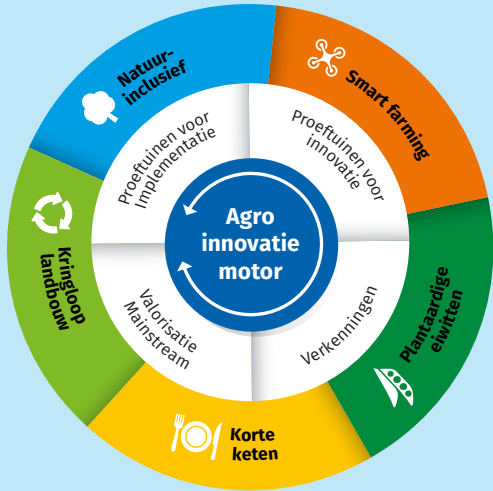 Natuur-
inclusief
Smart farming
Plantaardige
eiwitten
Korte
keten
Kringloop
landbouw
Proeftuinen voor
Implementatie
Proeftuinen voor
innovatie
Verkenningen
Valorisatie
Mainstream
Agro
innovatie
motor